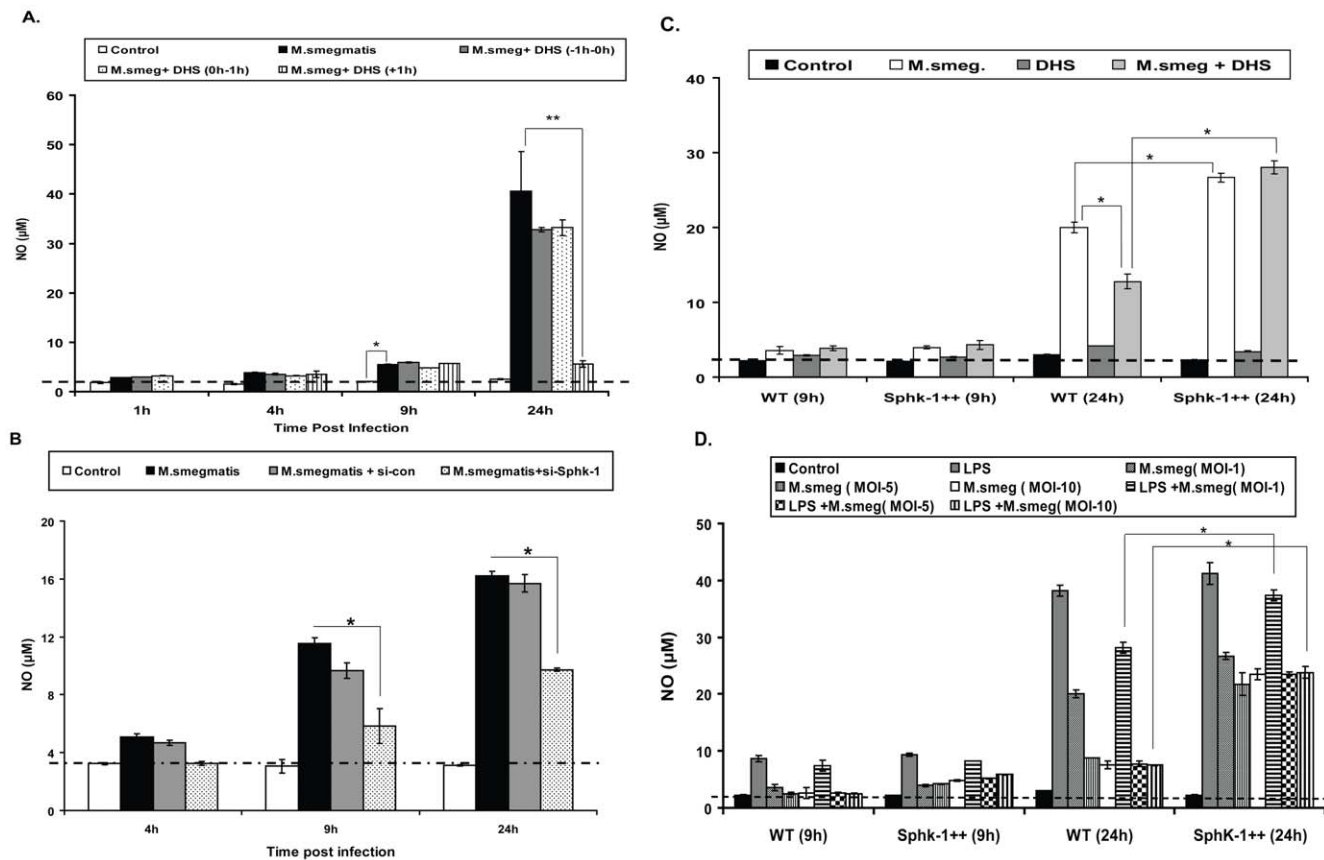 A.
Control M.smegmatis M.smeg+ DHS (-1h-0h)
M.smeg+ DHS (0h-1h) M.smeg+ DHS (+1h)
60
50
40
30
20
10
0
NO (µM)
*
**
1h 4h 9h 24h
Time Post Infection
B
Control M.smegmatis M.smegmatis + si-con M.smegmatis+si-Sphk-1
20
16
12
8
4
0
NO (µM)
*
*
4h 9h 24h
Time post infection
C.
Control M.smeg. DHS M.smeg + DHS
40
30
20
10
0
NO (µM)
*
*
*
WT (9h) Sphk-1++ (9h) WT (24h) Sphk-1++ (24h)
D.
Control LPS M.smeg( MOI-1)
M.smeg ( MOI-5) M.smeg ( MOI-10) LPS +M.smeg( MOI-1)
LPS +M.smeg( MOI-5) LPS +M.smeg( MOI-10)
50
40
30
20
10
0
NO (µM)
*
*
WT (9h) Sphk-1++ (9h) WT (24h) SphK-1++ (24h)